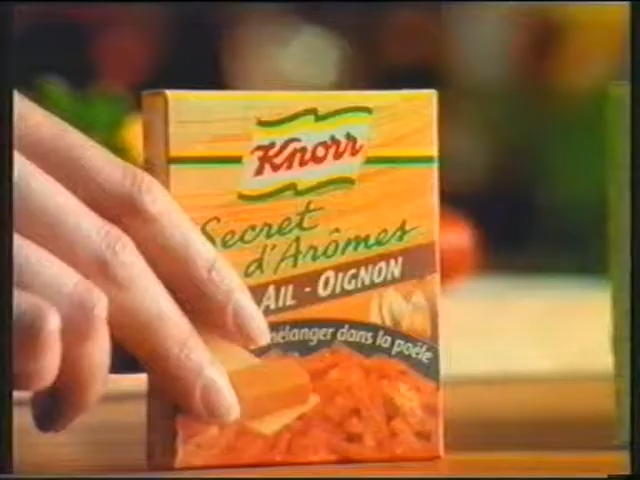 Knorr
Secret
d'Arômes
AIL - OIGNON
mélanger dans la poêle